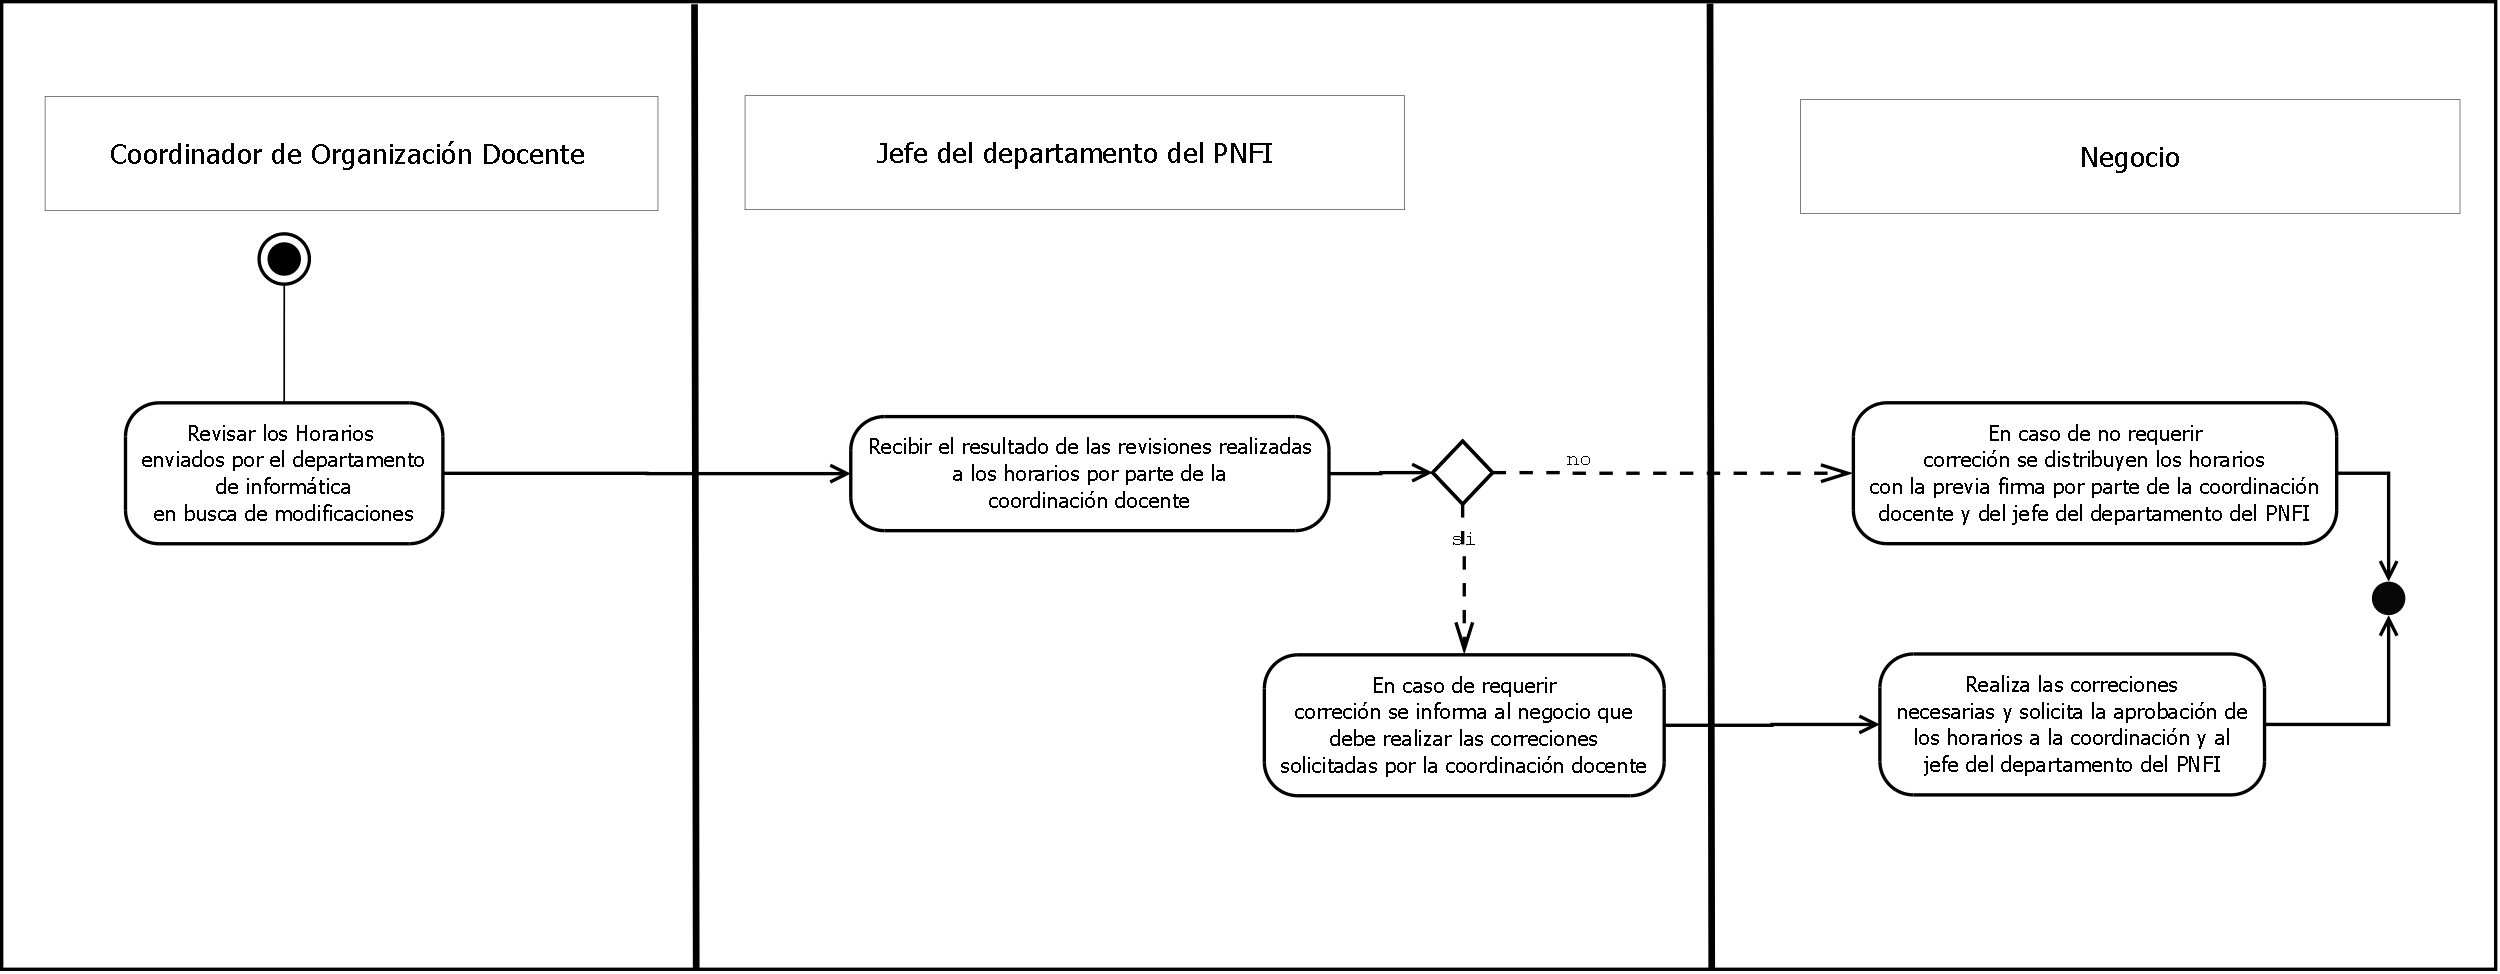 Coordinador de Organización Docente
Jefe del departamento del PNFI
Negocio
Revisar los Horarios
enviados por el departamento
de informática
en busca de modificaciones
Recibir el resultado de las revisiones realizadas
a los horarios por parte de la
coordinación docente
no
si
En caso de no requerir
correción se distribuyen los horarios
con la previa firma por parte de la coordinación
docente y del jefe del departamento del PNFI
En caso de requerir
correción se informa al negocio que
debe realizar las correciones
solicitadas por la coordinación docente
Realiza las correciones
necesarias y solicita la aprobación de
los horarios a la coordinación y al
jefe del departamento del PNFI